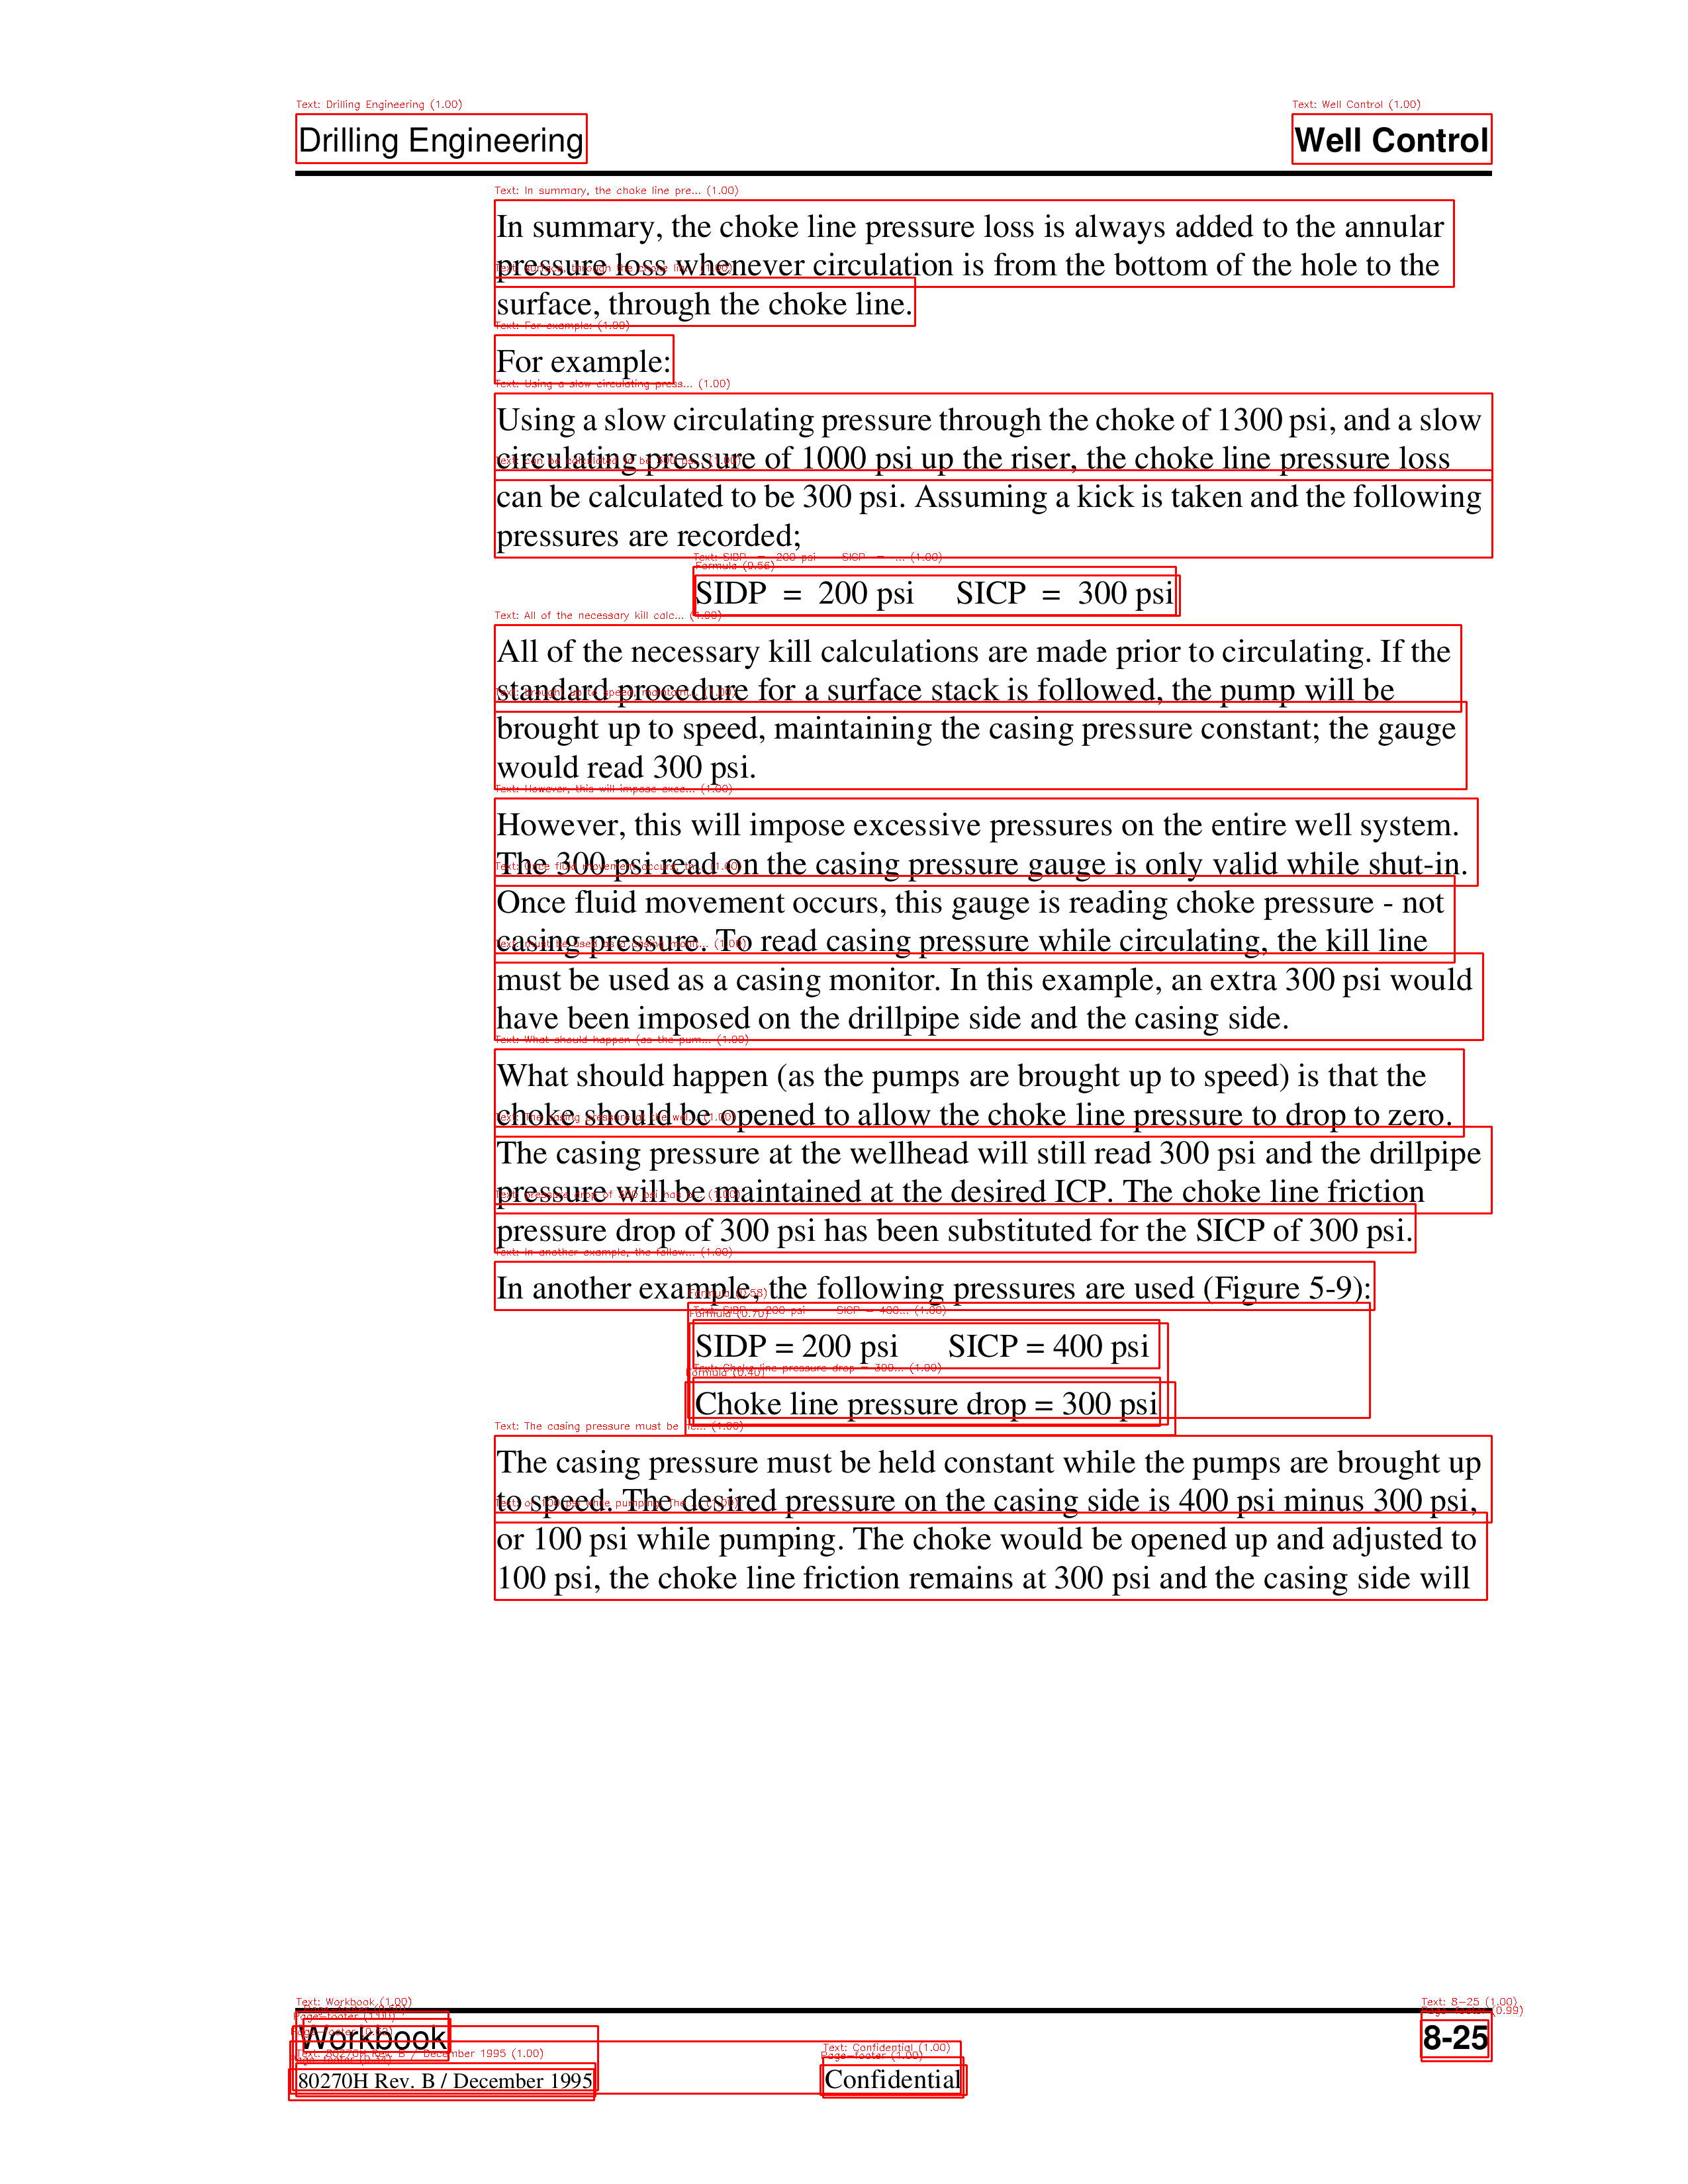 Drilling Engineering
Well Control
In summary, the choke line pressure loss is always added to the annular
pressure loss whenever circulation is from the bottom of the hole to the
surface, through the choke line.
For example:
Using a slow circulating pressure through the choke of 1300 psi, and a slow
circulating pressure of 1000 psi up the riser, the choke line pressure loss
can be calculated to be 300 psi. Assuming a kick is taken and the following
pressures are recorded;
SIDP = 200 psi SICP = 300 psi
All of the necessary kill calculations are made prior to circulating. If the
standard procedure for a surface stack is followed, the pump will be
brought up to speed, maintaining the casing pressure constant; the gauge
would read 300 psi.
However, this will impose excessive pressures on the entire well system.
The 300 psi read on the casing pressure gauge is only valid while shut-in.
Once fluid movement occurs, this gauge is reading choke pressure - not
casing pressure. To read casing pressure while circulating, the kill line
must be used as a casing monitor. In this example, an extra 300 psi would
have been imposed on the drillpipe side and the casing side.
What should happen (as the pumps are brought up to speed) is that the
choke should be opened to allow the choke line pressure to drop to zero.
The casing pressure at the wellhead will still read 300 psi and the drillpipe
pressure will be maintained at the desired ICP. The choke line friction
pressure drop of 300 psi has been substituted for the SICP of 300 psi.
In another example, the following pressures are used (Figure 5-9):
SIDP = 200 psi SICP = 400 psi
Choke line pressure drop = 300 psi
The casing pressure must be held constant while the pumps are brought up
to speed. The desired pressure on the casing side is 400 psi minus 300 psi,
or 100 psi while pumping. The choke would be opened up and adjusted to
100 psi, the choke line friction remains at 300 psi and the casing side will
Workbook
8-25
80270H Rev. B / December 1995
Confidential